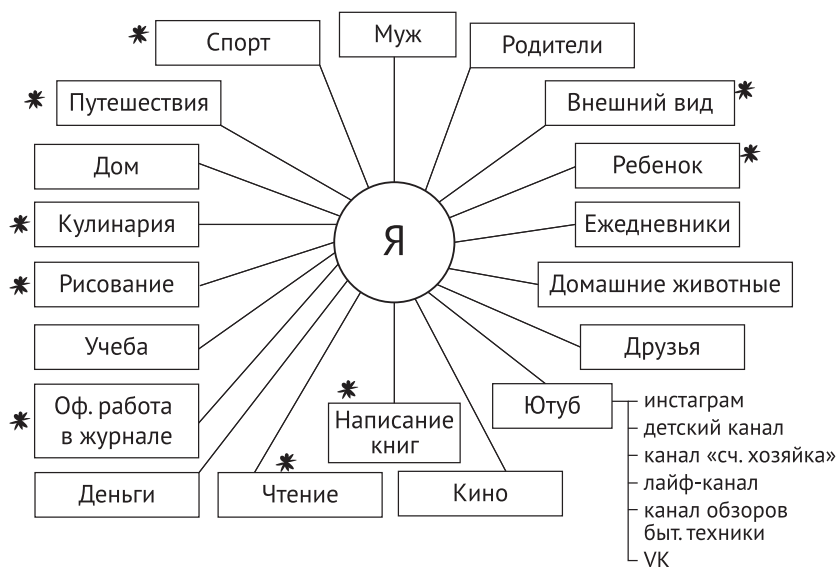 Спорт
Муж
Родители
Путешествия
Внешний вид
Дом
Ребенок
Кулинария
Я
Ежедневники
Рисование
Домашние животные
Учеба
Друзья
Оф. работа
в журнале
Написание
книг
Ютуб
инстаграм
детский канал
канал «сч. хозяйка»
лайф-канал
канал обзоров
быт. техники
VK
Деньги
Чтение
Кино